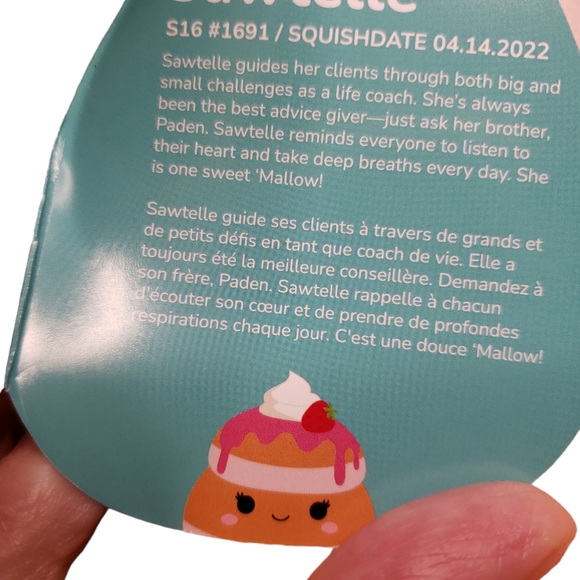 Sawtelle
S16 #1691 / SQUISHDATE 04.14.2022
Sawtelle guides her clients through both big and
small challenges as a life coach. She's always
been the best advice giver—just ask her brother,
Paden. Sawtelle reminds everyone to listen to
their heart and take deep breaths every day. She
is one sweet 'Mallow!
Sawtelle guide ses clients à travers de grands et
de petits défis en tant que coach de vie. Elle a
toujours été la meilleure conseillère. Demandez à
son frère, Paden. Sawtelle rappelle à chacun
d'écouter son cœur et de prendre de profondes
respirations chaque jour. C'est une douce 'Mallow!